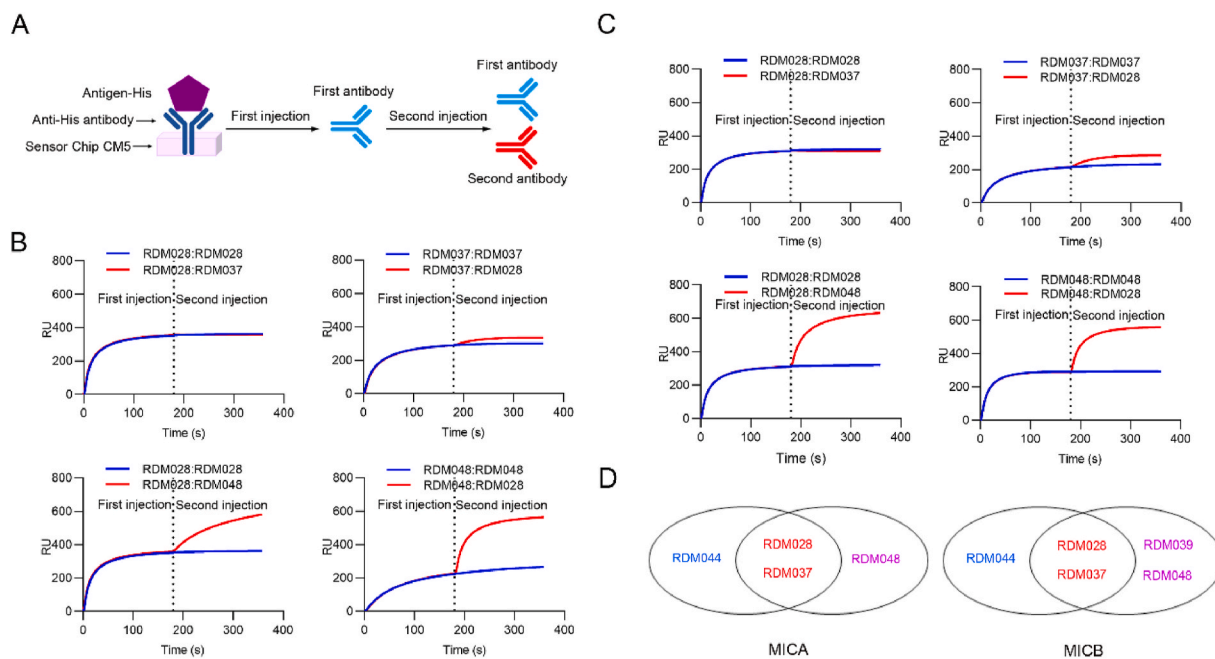 A
Antigen-His
Anti-His antibody
Sensor Chip CM5
First injection
First antibody
Second injection
First antibody
Second antibody
B
RDM028:RDM028
RDM028:RDM037
800
600
400
200
0
RU
First injection
Second injection
0 100 200 300 400
Time (s)
RDM037:RDM037
RDM037:RDM028
800
600
400
200
0
RU
First injection
Second injection
0 100 200 300 400
Time (s)
RDM028:RDM028
RDM028:RDM048
800
600
400
200
0
RU
First injection
Second injection
0 100 200 300 400
Time (s)
RDM048:RDM048
RDM048:RDM028
800
600
400
200
0
RU
First injection
Second injection
0 100 200 300 400
Time (s)
C
RDM028:RDM028
RDM028:RDM037
800
600
400
200
0
RU
First injection
Second injection
0 100 200 300 400
Time (s)
RDM037:RDM037
RDM037:RDM028
800
600
400
200
0
RU
First injection
Second injection
0 100 200 300 400
Time (s)
RDM028:RDM028
RDM028:RDM048
800
600
400
200
0
RU
First injection
Second injection
0 100 200 300 400
Time (s)
RDM048:RDM048
RDM048:RDM028
800
600
400
200
0
RU
First injection
Second injection
0 100 200 300 400
Time (s)
D
RDM044
RDM028
RDM037
RDM048
MICA
RDM044
RDM028
RDM037
RDM039
RDM048
MICB